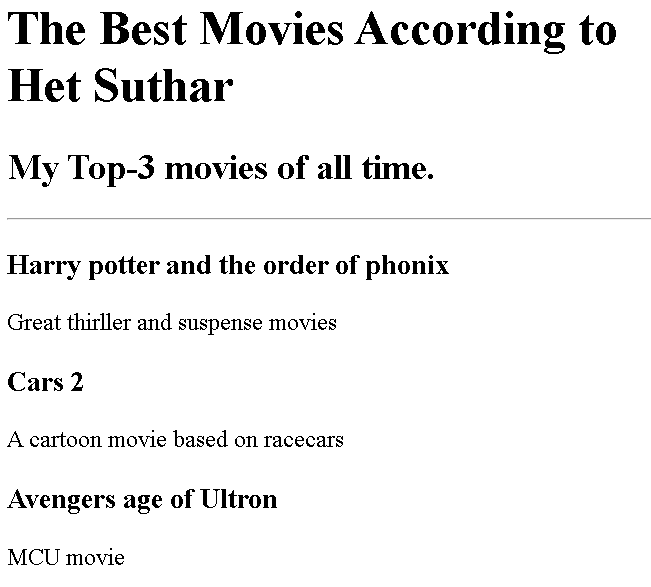 The Best Movies According to
Het Suthar
My Top-3 movies of all time.
Harry potter and the order of phonix
Great thirller and suspense movies
Cars 2
A cartoon movie based on racecars
Avengers age of Ultron
MCU movie